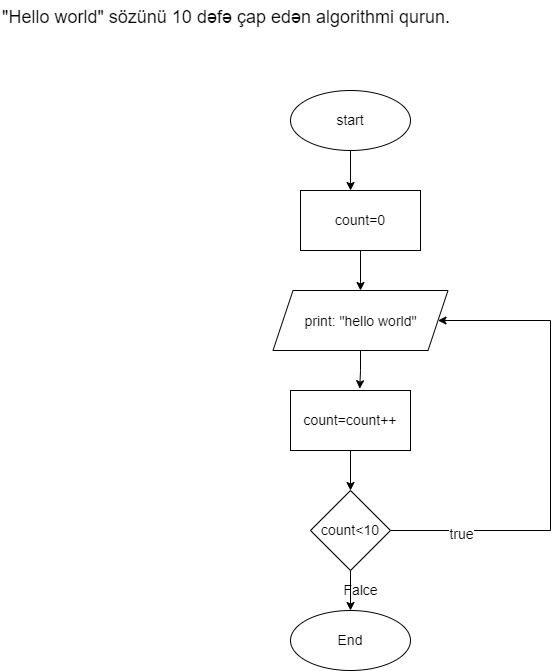 "Hello world" sözünü 10 dəfə çap edən algorithmi qurun.
start
count=0
print: "hello world"
count=count++
count<10
true
Falce
End